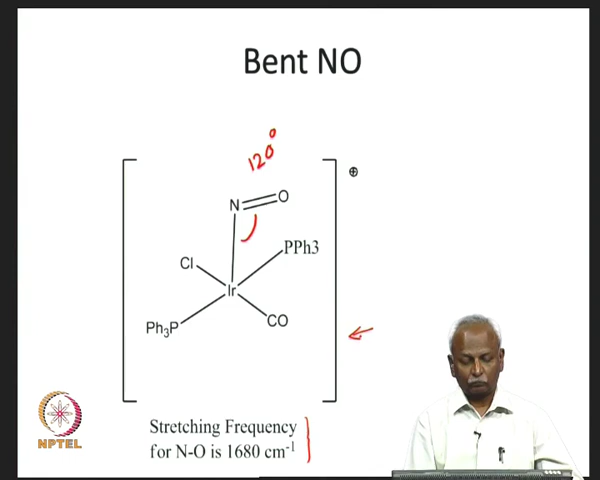 Bent NO
120°
⊕
N
O
Cl
PPh3
Ir
Ph₃P
CO
NPTEL
Stretching Frequency
for N-O is 1680 cm⁻¹